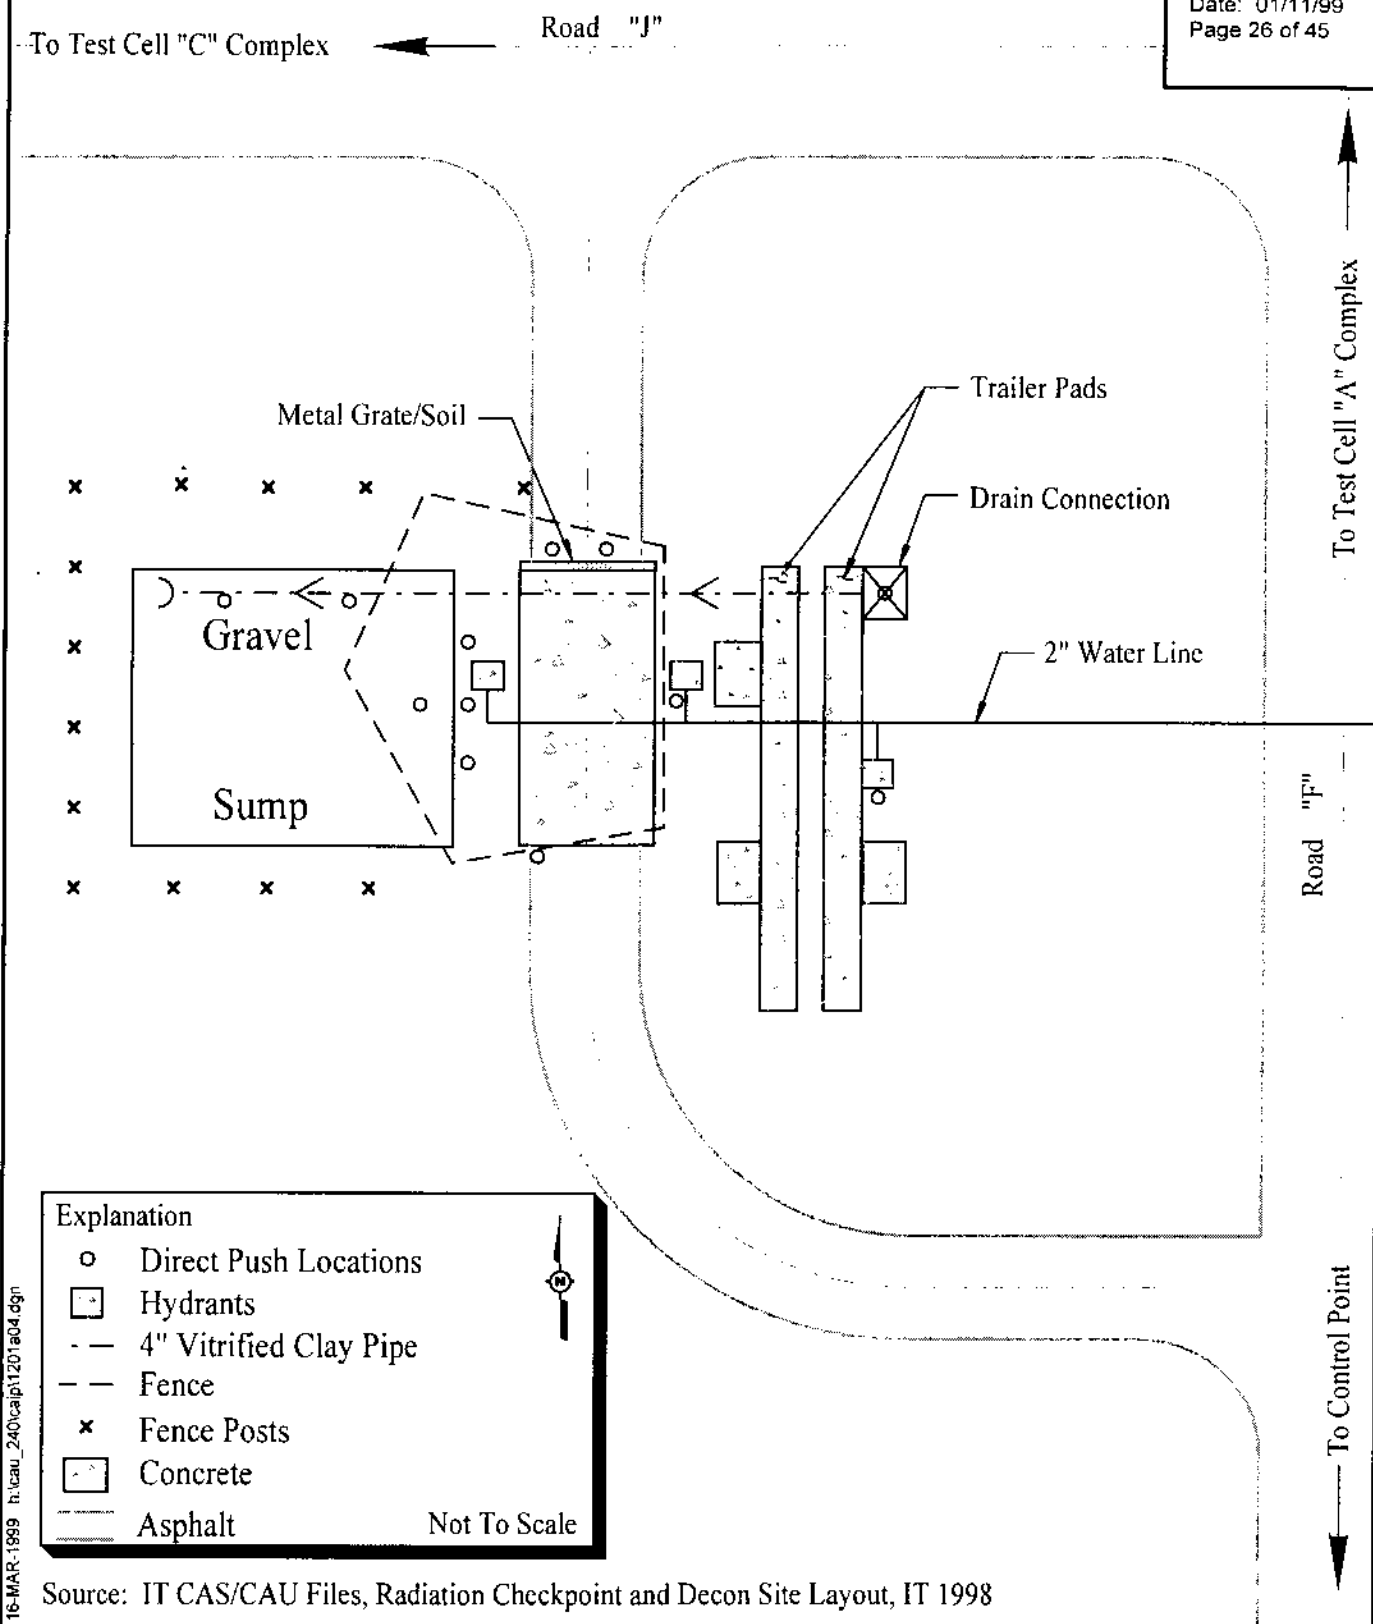 Date: 01/11/99
Page 26 of 45
To Test Cell "C" Complex
Road "J"
To Test Cell "A" Complex
Metal Grate/Soil
Trailer Pads
Drain Connection
Gravel
Sump
2" Water Line
Road "F"
To Control Point
Explanation
Direct Push Locations
Hydrants
4" Vitrified Clay Pipe
Fence
Fence Posts
Concrete
Asphalt
Not To Scale
N
Source: IT CAS/CAU Files, Radiation Checkpoint and Decon Site Layout, IT 1998
16-MAR-1999 h:\cau_240\caip\1201a04.dgn